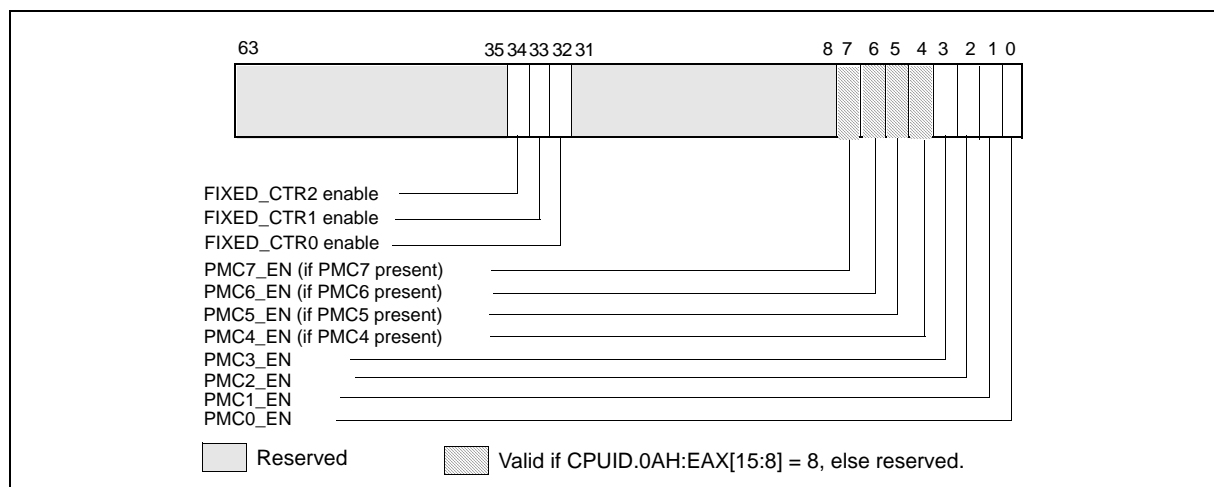 63 35 34 33 32 31 8 7 6 5 4 3 2 1 0
FIXED_CTR2 enable
FIXED_CTR1 enable
FIXED_CTR0 enable
PMC7_EN (if PMC7 present)
PMC6_EN (if PMC6 present)
PMC5_EN (if PMC5 present)
PMC4_EN (if PMC4 present)
PMC3_EN
PMC2_EN
PMC1_EN
PMC0_EN
Reserved Valid if CPUID.0AH:EAX[15:8] = 8, else reserved.